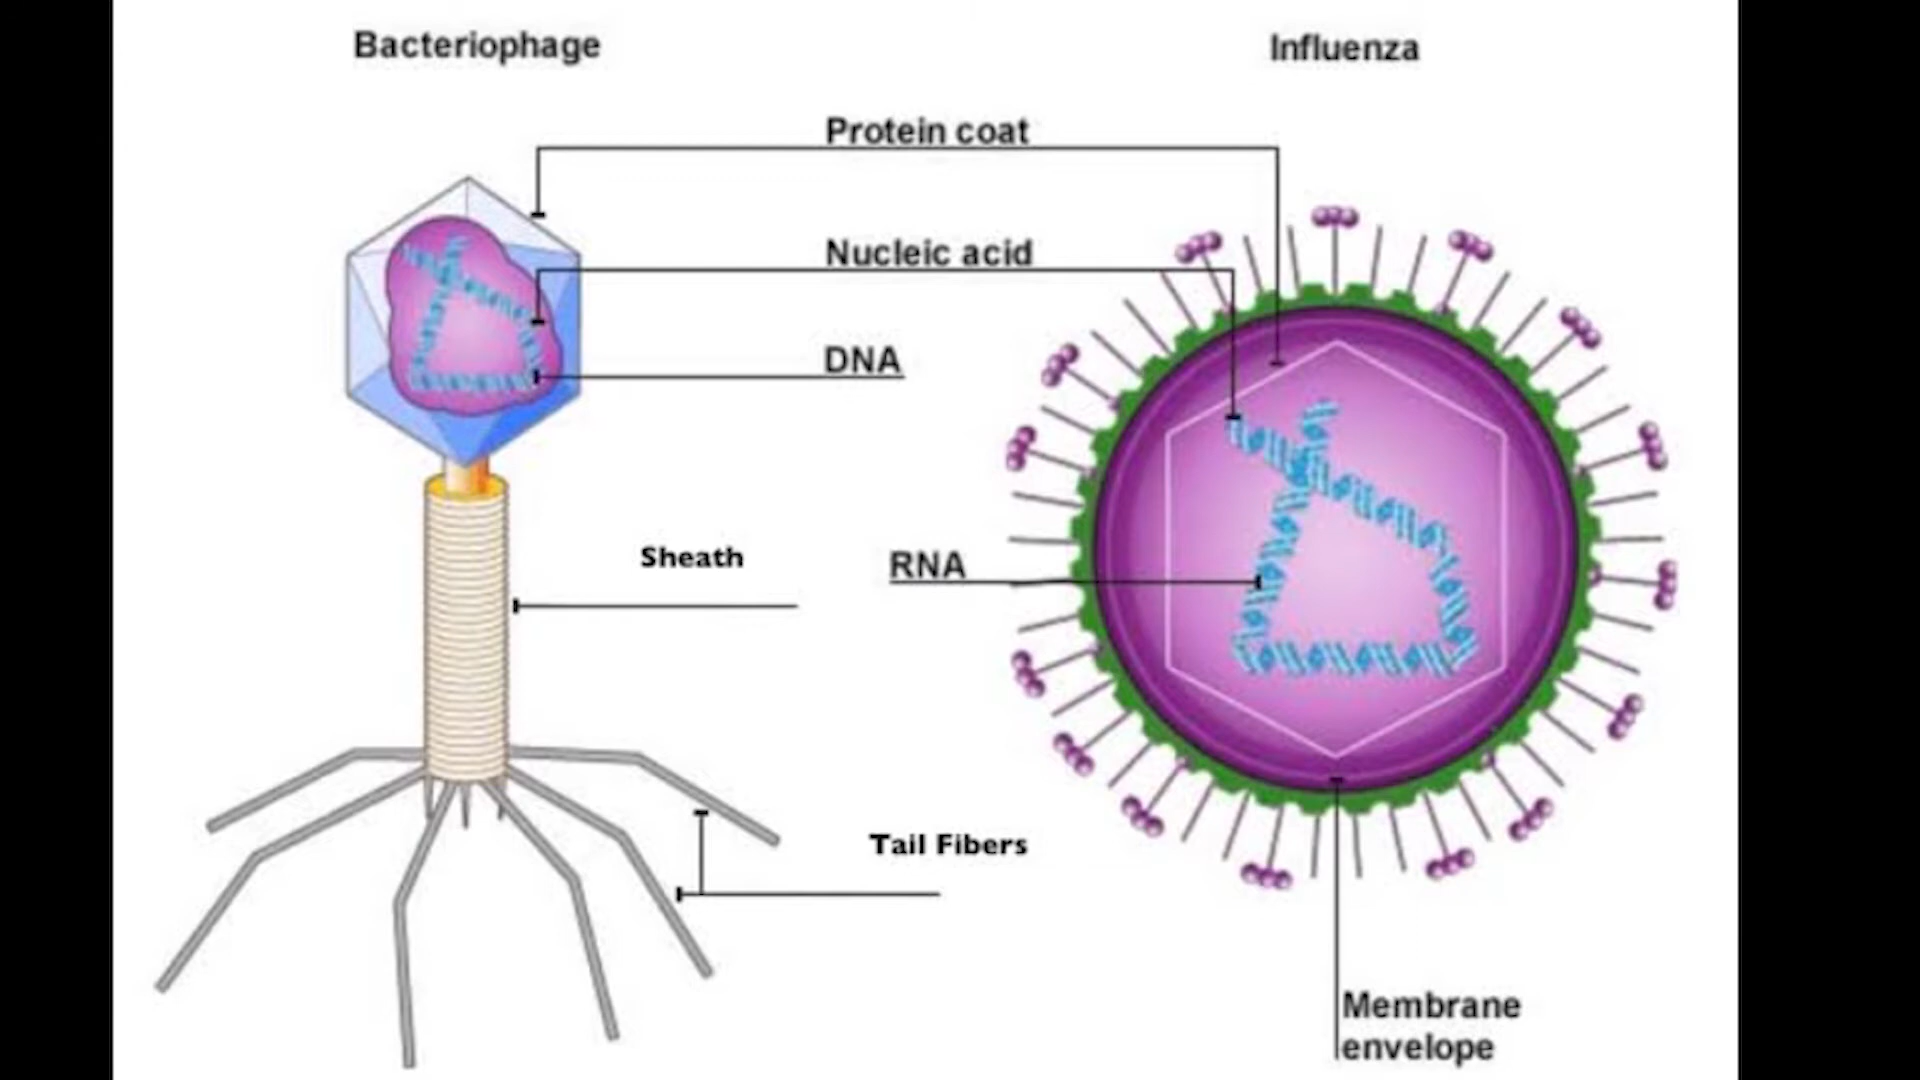 Bacteriophage
Influenza
Protein coat
Nucleic acid
DNA
Sheath
RNA
Tail Fibers
Membrane
envelope